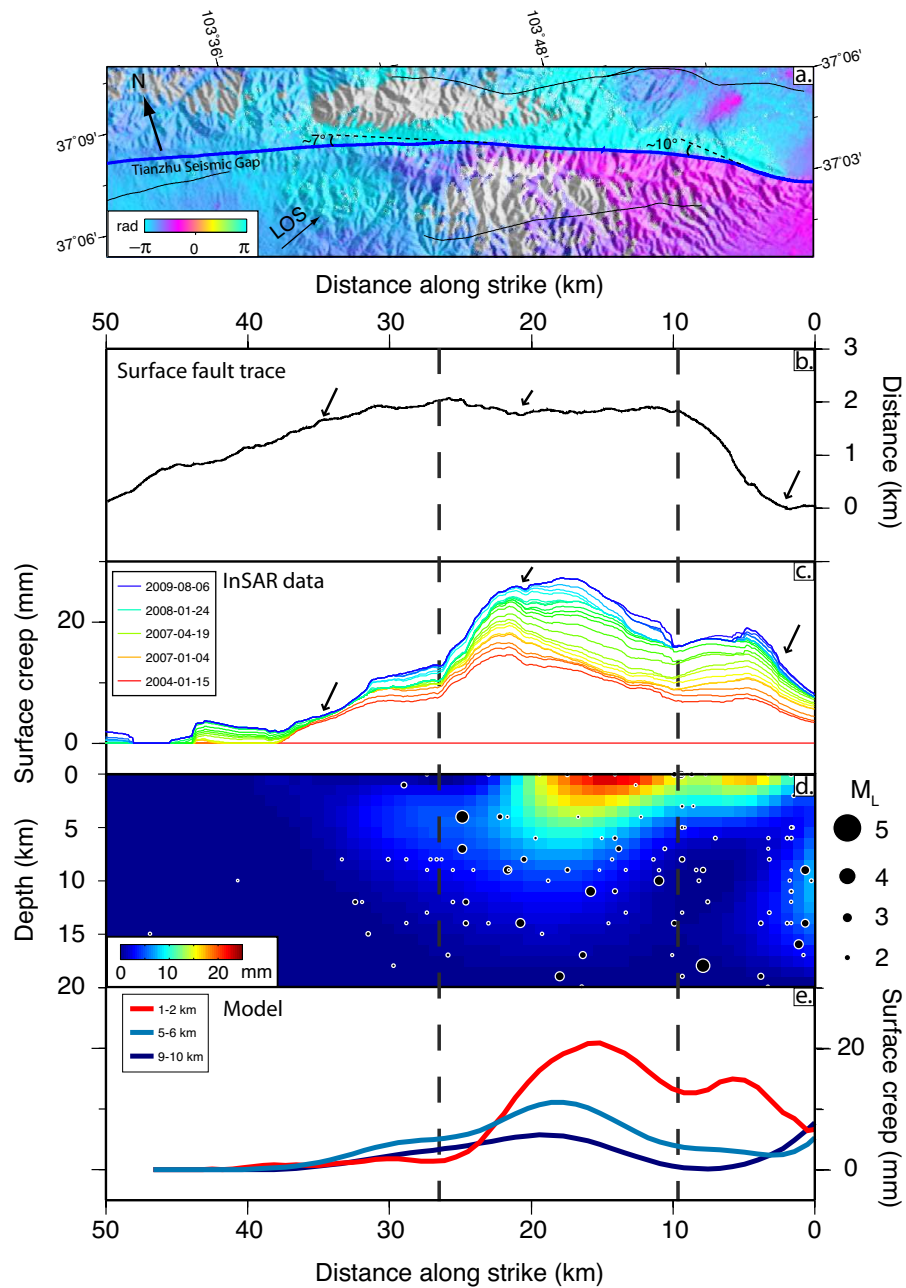 103°36'
103°48'
37°06'
a.
N
37°09'
~7°
~10°
Tianzhu Seismic Gap
37°03'
rad
−π 0 π
LOS
37°06'
Distance along strike (km)
50 40 30 20 10 0
b.
Surface fault trace
3
2
1
0
Distance (km)
c.
InSAR data
2009-08-06
2008-01-24
2007-04-19
2007-01-04
2004-01-15
20
0
Surface creep (mm)
d.
0
5
10
15
20
Depth (km)
0 10 20 mm
M_L
5
4
3
2
e.
Model
1-2 km
5-6 km
9-10 km
20
0
Surface creep (mm)
50 40 30 20 10 0
Distance along strike (km)